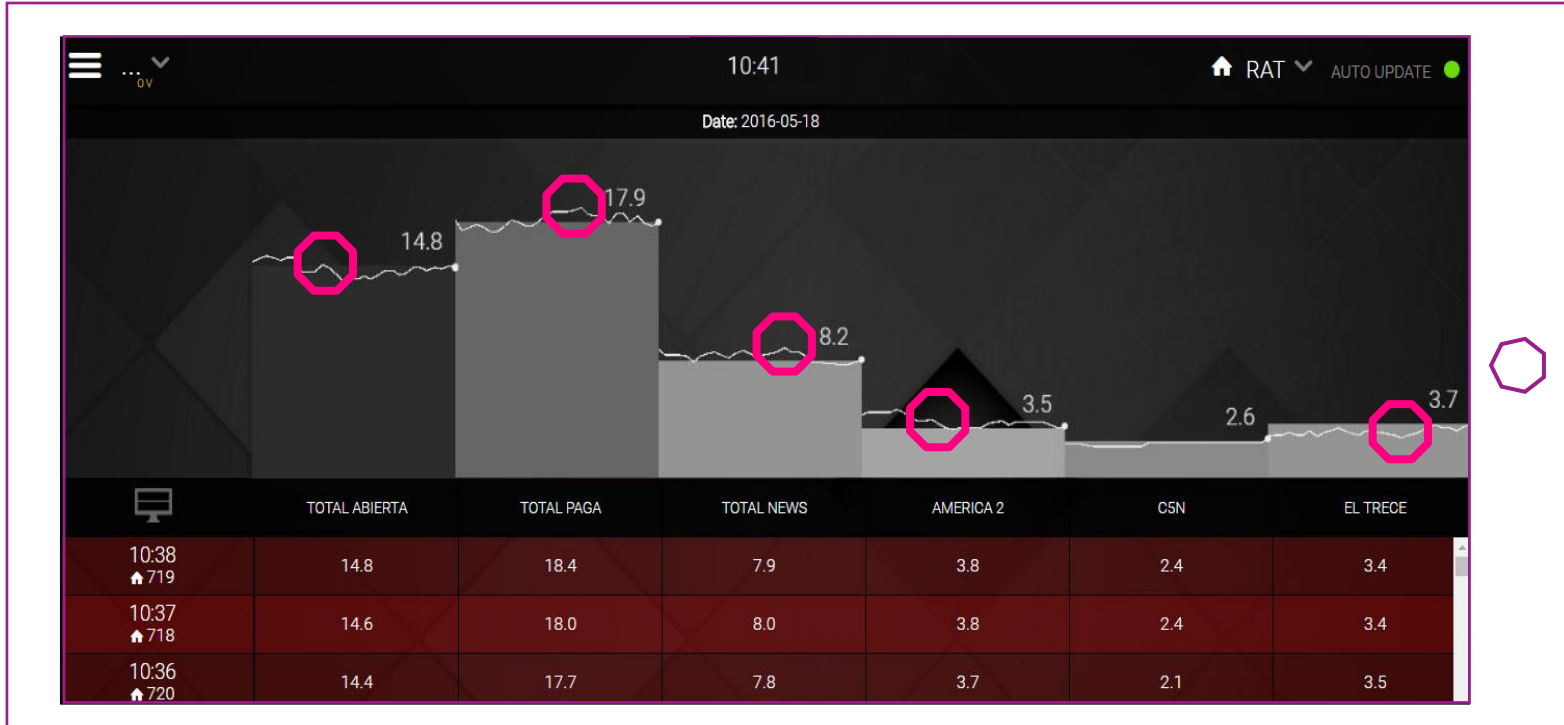 ... OV 10:41 RAT AUTO UPDATE
Date: 2016-05-18
14.8 17.9 8.2 3.5 2.6 3.7
TOTAL ABIERTA TOTAL PAGA TOTAL NEWS AMERICA 2 C5N EL TRECE
10:38
719 14.8 18.4 7.9 3.8 2.4 3.4
10:37
718 14.6 18.0 8.0 3.8 2.4 3.4
10:36
720 14.4 17.7 7.8 3.7 2.1 3.5